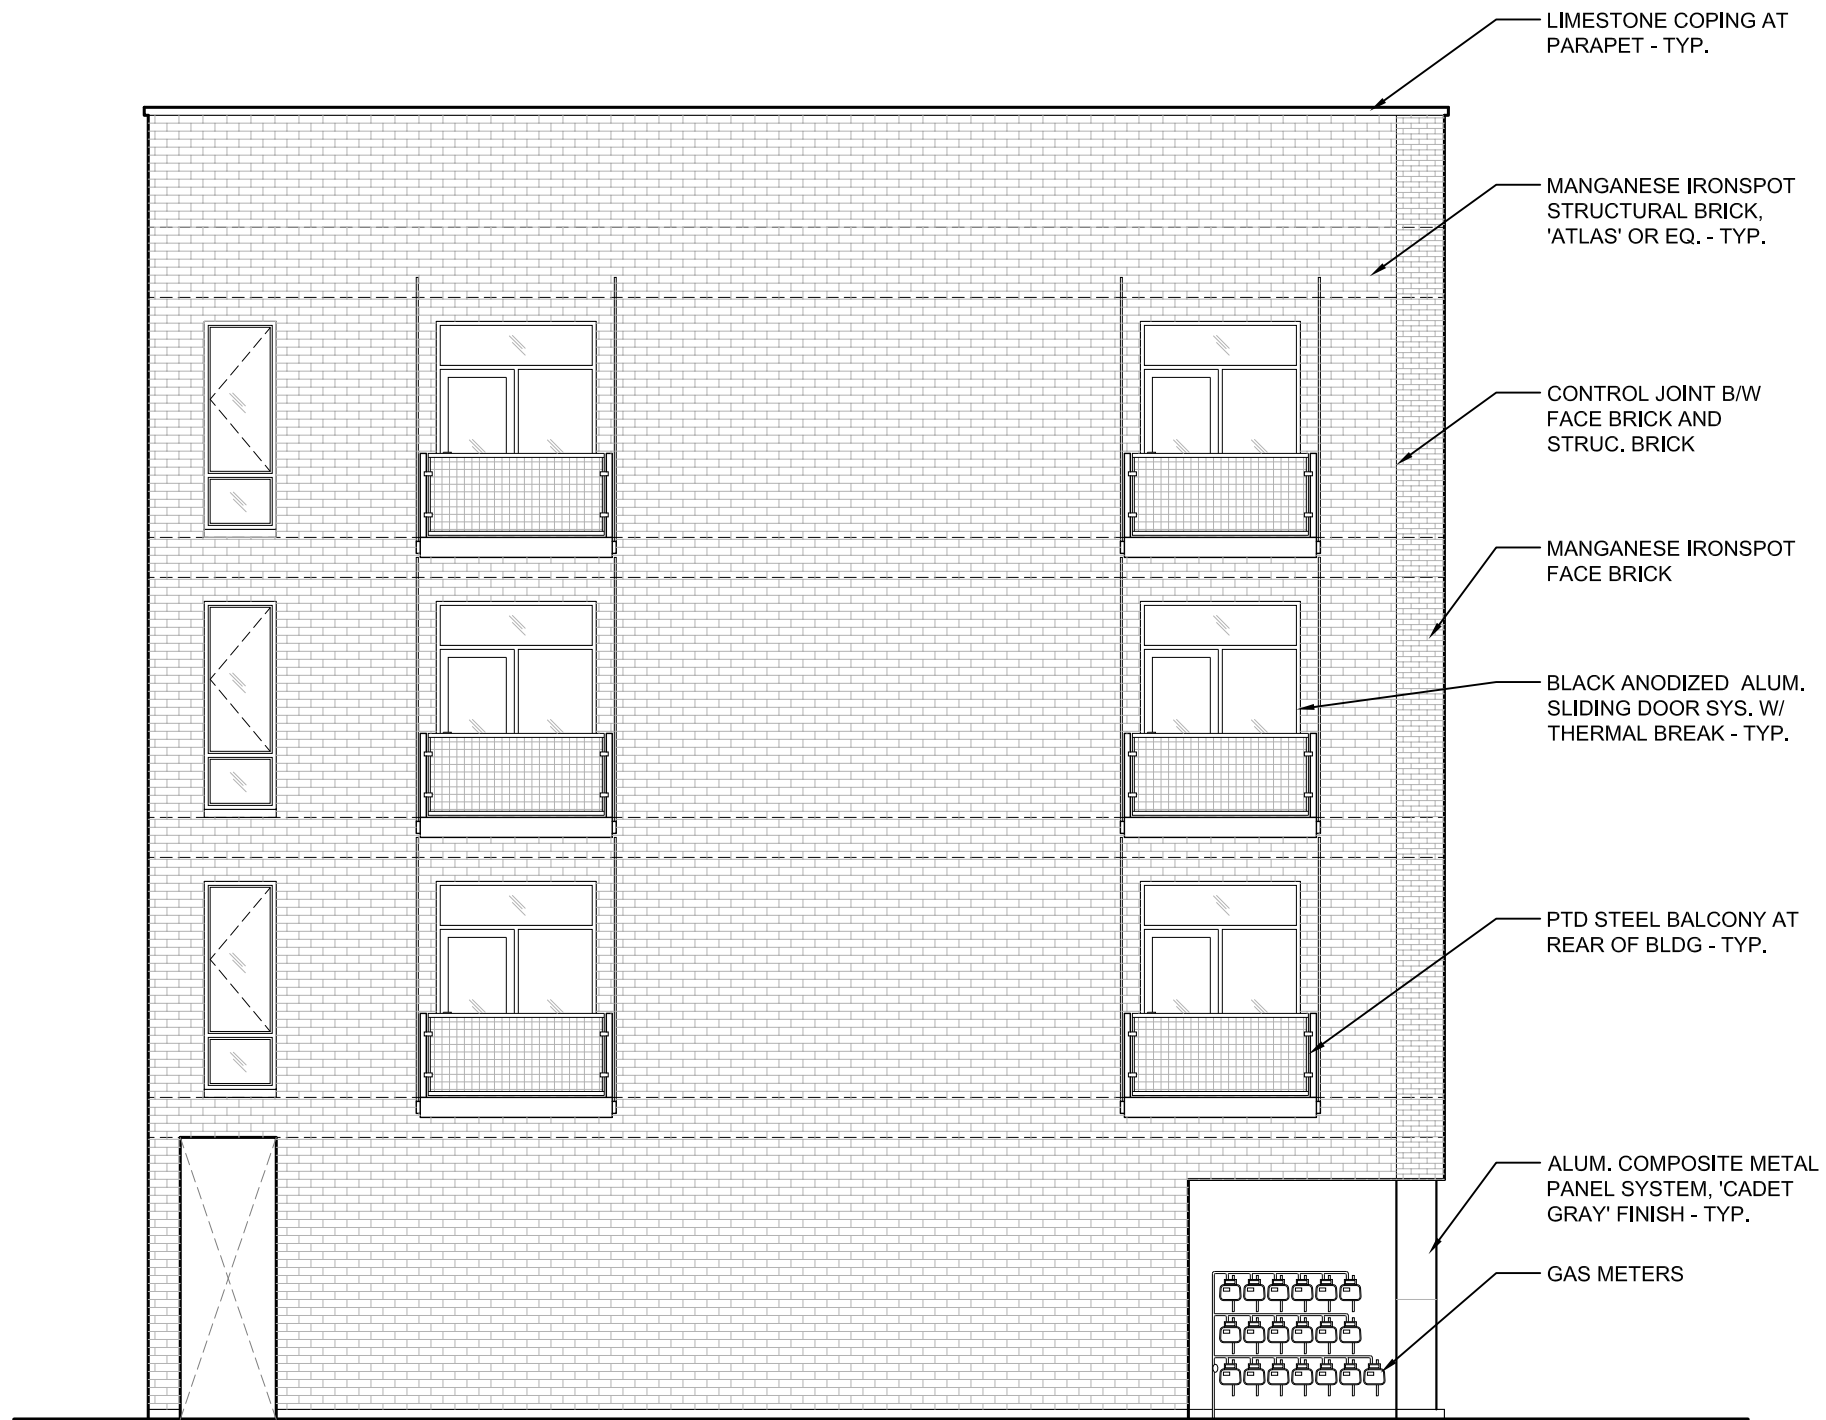 LIMESTONE COPING AT
PARAPET - TYP.
MANGANESE IRONSPOT
STRUCTURAL BRICK,
'ATLAS' OR EQ. - TYP.
CONTROL JOINT B/W
FACE BRICK AND
STRUC. BRICK
MANGANESE IRONSPOT
FACE BRICK
BLACK ANODIZED ALUM.
SLIDING DOOR SYS. W/
THERMAL BREAK - TYP.
PTD STEEL BALCONY AT
REAR OF BLDG - TYP.
ALUM. COMPOSITE METAL
PANEL SYSTEM, 'CADET
GRAY' FINISH - TYP.
GAS METERS